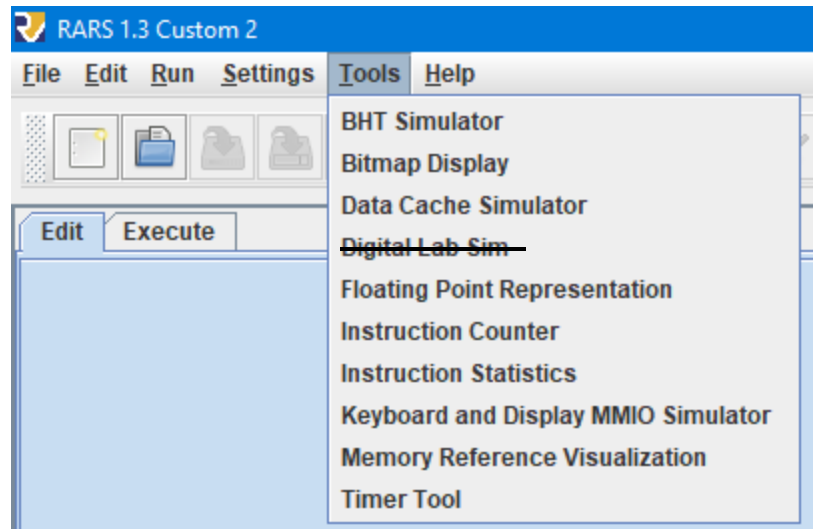 RARS 1.3 Custom 2
File Edit Run Settings Tools Help
BHT Simulator
Bitmap Display
Data Cache Simulator
Edit Execute
Digital Lab Sim
Floating Point Representation
Instruction Counter
Instruction Statistics
Keyboard and Display MMIO Simulator
Memory Reference Visualization
Timer Tool